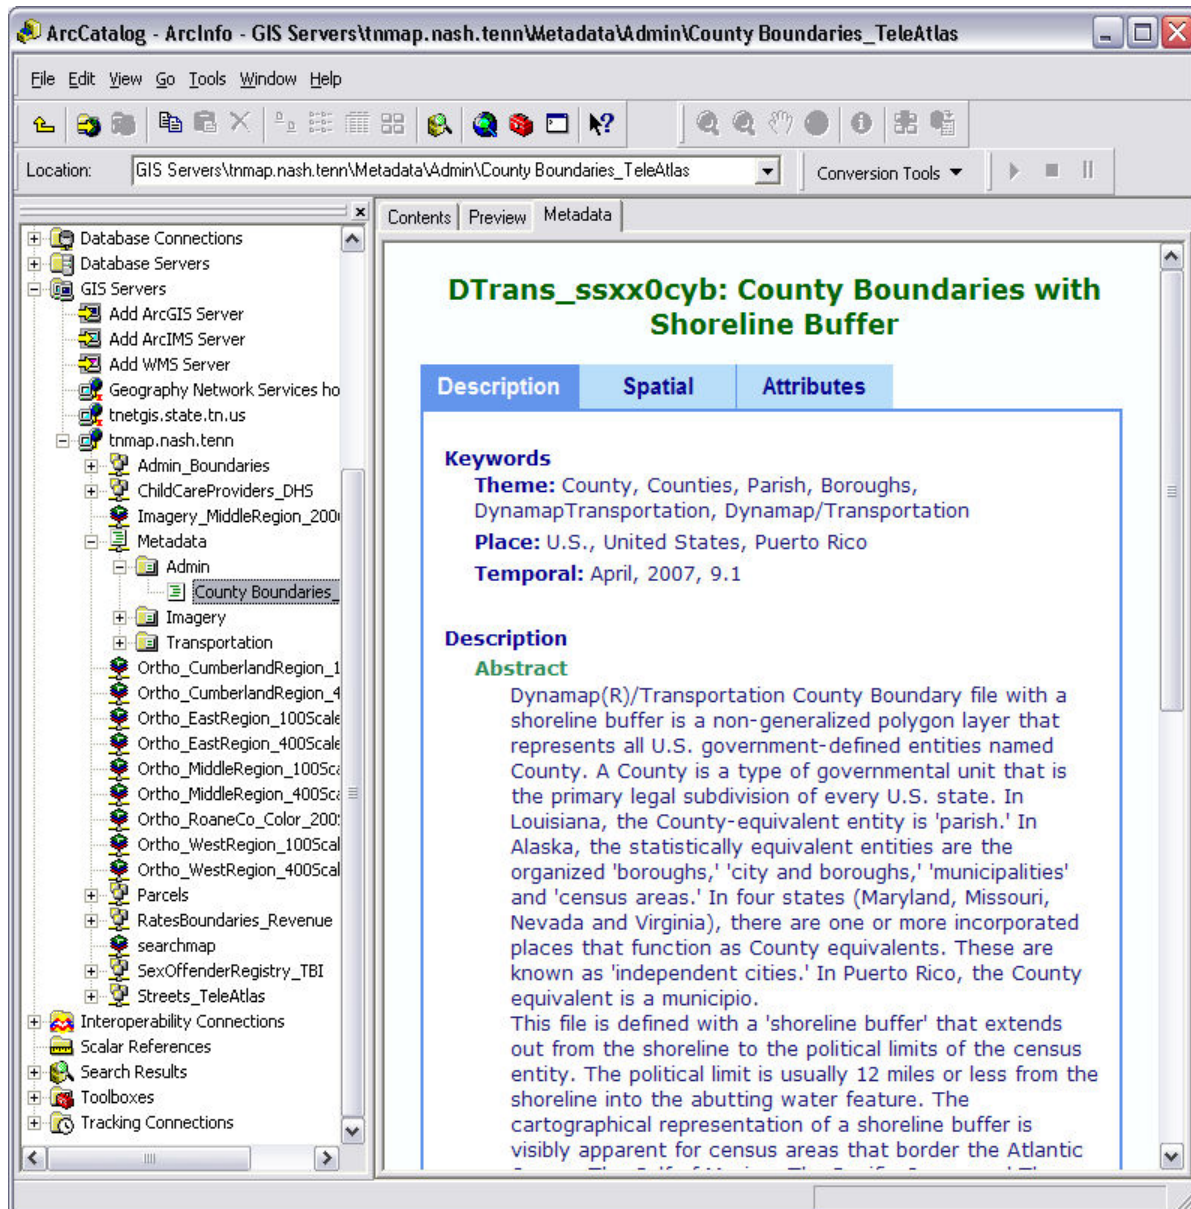 ArcCatalog - ArcInfo - GIS Servers\tnmap.nash.tenn\Metadata\Admin\County Boundaries_TeleAtlas
File Edit View Go Tools Window Help
Location: GIS Servers\tnmap.nash.tenn\Metadata\Admin\County Boundaries_TeleAtlas Conversion Tools
Database Connections
Database Servers
GIS Servers
Add ArcGIS Server
Add ArcIMS Server
Add WMS Server
Geography Network Services ho
tnetgis.state.tn.us
tnmap.nash.tenn
Admin_Boundaries
ChildCareProviders_DHS
Imagery_MiddleRegion_200
Metadata
Admin
County Boundaries_
Imagery
Transportation
Ortho_CumberlandRegion_1
Ortho_CumberlandRegion_4
Ortho_EastRegion_100Scale
Ortho_EastRegion_400Scale
Ortho_MiddleRegion_100Sca
Ortho_MiddleRegion_400Sca
Ortho_RoaneCo_Color_200
Ortho_WestRegion_100Scal
Ortho_WestRegion_400Scal
Parcels
RatesBoundaries_Revenue
searchmap
SexOffenderRegistry_TBI
Streets_TeleAtlas
Interoperability Connections
Scalar References
Search Results
Toolboxes
Tracking Connections
Contents Preview Metadata
DTrans_ssxx0cyb: County Boundaries with
Shoreline Buffer
Description Spatial Attributes
Keywords
Theme: County, Counties, Parish, Boroughs,
DynamapTransportation, Dynamap/Transportation
Place: U.S., United States, Puerto Rico
Temporal: April, 2007, 9.1
Description
Abstract
Dynamap(R)/Transportation County Boundary file with a
shoreline buffer is a non-generalized polygon layer that
represents all U.S. government-defined entities named
County. A County is a type of governmental unit that is
the primary legal subdivision of every U.S. state. In
Louisiana, the County-equivalent entity is 'parish.' In
Alaska, the statistically equivalent entities are the
organized 'boroughs,' 'city and boroughs,' 'municipalities'
and 'census areas.' In four states (Maryland, Missouri,
Nevada and Virginia), there are one or more incorporated
places that function as County equivalents. These are
known as 'independent cities.' In Puerto Rico, the County
equivalent is a municipio.
This file is defined with a 'shoreline buffer' that extends
out from the shoreline to the political limits of the census
entity. The political limit is usually 12 miles or less from the
shoreline into the abutting water feature. The
cartographical representation of a shoreline buffer is
visibly apparent for census areas that border the Atlantic